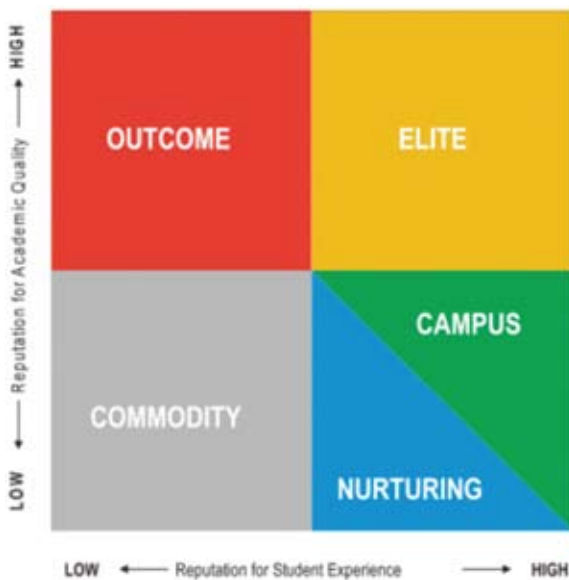 HIGH
Reputation for Academic Quality
LOW
OUTCOME
ELITE
COMMODITY
CAMPUS
NURTURING
LOW
Reputation for Student Experience
HIGH